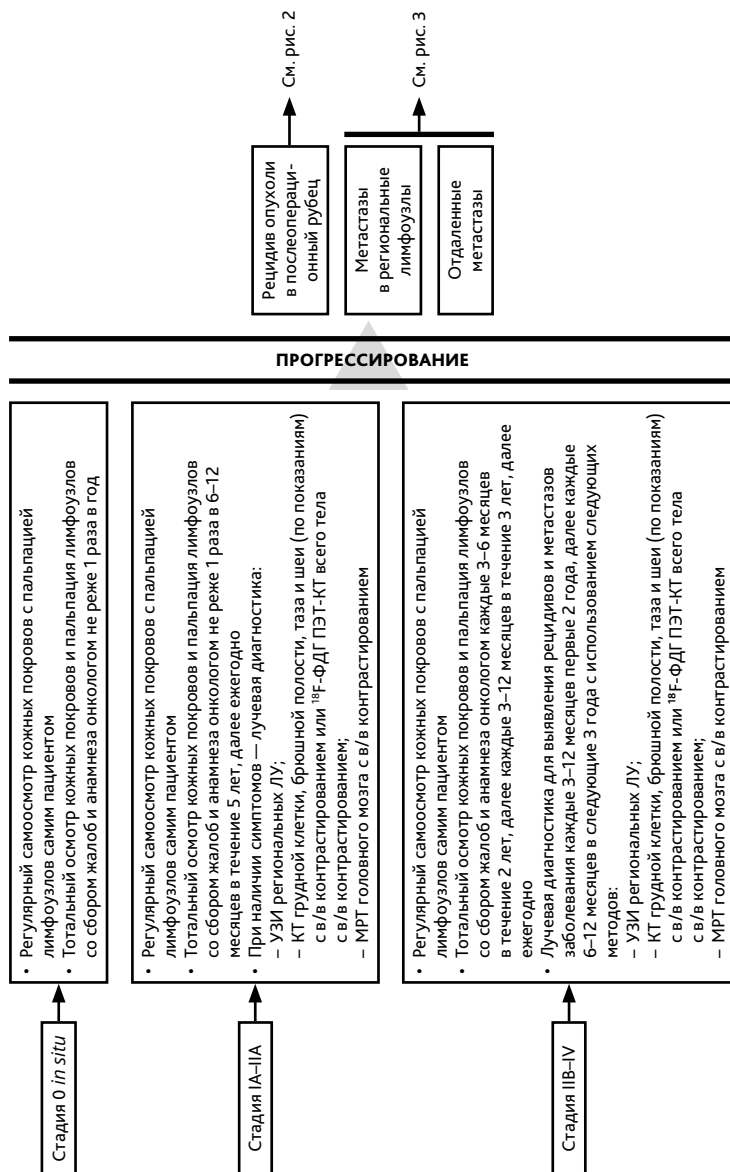 Стадия 0 in situ
• Регулярный самоосмотр кожных покровов с пальпацией
лимфоузлов самим пациентом
• Тотальный осмотр кожных покровов и пальпация лимфоузлов
со сбором жалоб и анамнеза онкологом не реже 1 раза в год
Стадия IA–IIA
• Регулярный самоосмотр кожных покровов с пальпацией
лимфоузлов самим пациентом
• Тотальный осмотр кожных покровов и пальпация лимфоузлов
со сбором жалоб и анамнеза онкологом не реже 1 раза в 6–12
месяцев в течение 5 лет, далее ежегодно
• При наличии симптомов — лучевая диагностика:
– УЗИ региональных ЛУ;
– КТ грудной клетки, брюшной полости, таза и шеи (по показаниям)
с в/в контрастированием или ¹⁸F-ФДГ ПЭТ-КТ всего тела
с в/в контрастированием;
– МРТ головного мозга с в/в контрастированием
Стадия IIB–IV
• Регулярный самоосмотр кожных покровов с пальпацией
лимфоузлов самим пациентом
• Тотальный осмотр кожных покровов и пальпация лимфоузлов
со сбором жалоб и анамнеза онкологом каждые 3–6 месяцев
в течение 2 лет, далее каждые 3–12 месяцев в течение 3 лет, далее
ежегодно
• Лучевая диагностика для выявления рецидивов и метастазов
заболевания каждые 3–12 месяцев первые 2 года, далее каждые
6–12 месяцев в следующие 3 года с использованием следующих
методов:
– УЗИ региональных ЛУ;
– КТ грудной клетки, брюшной полости, таза и шеи (по показаниям)
с в/в контрастированием или ¹⁸F-ФДГ ПЭТ-КТ всего тела
с в/в контрастированием;
– МРТ головного мозга с в/в контрастированием
ПРОГРЕССИРОВАНИЕ
Рецидив опухоли
в послеопераци-
онный рубец
См. рис. 2
Метастазы
в региональные
лимфоузлы
Отдаленные
метастазы
См. рис. 3